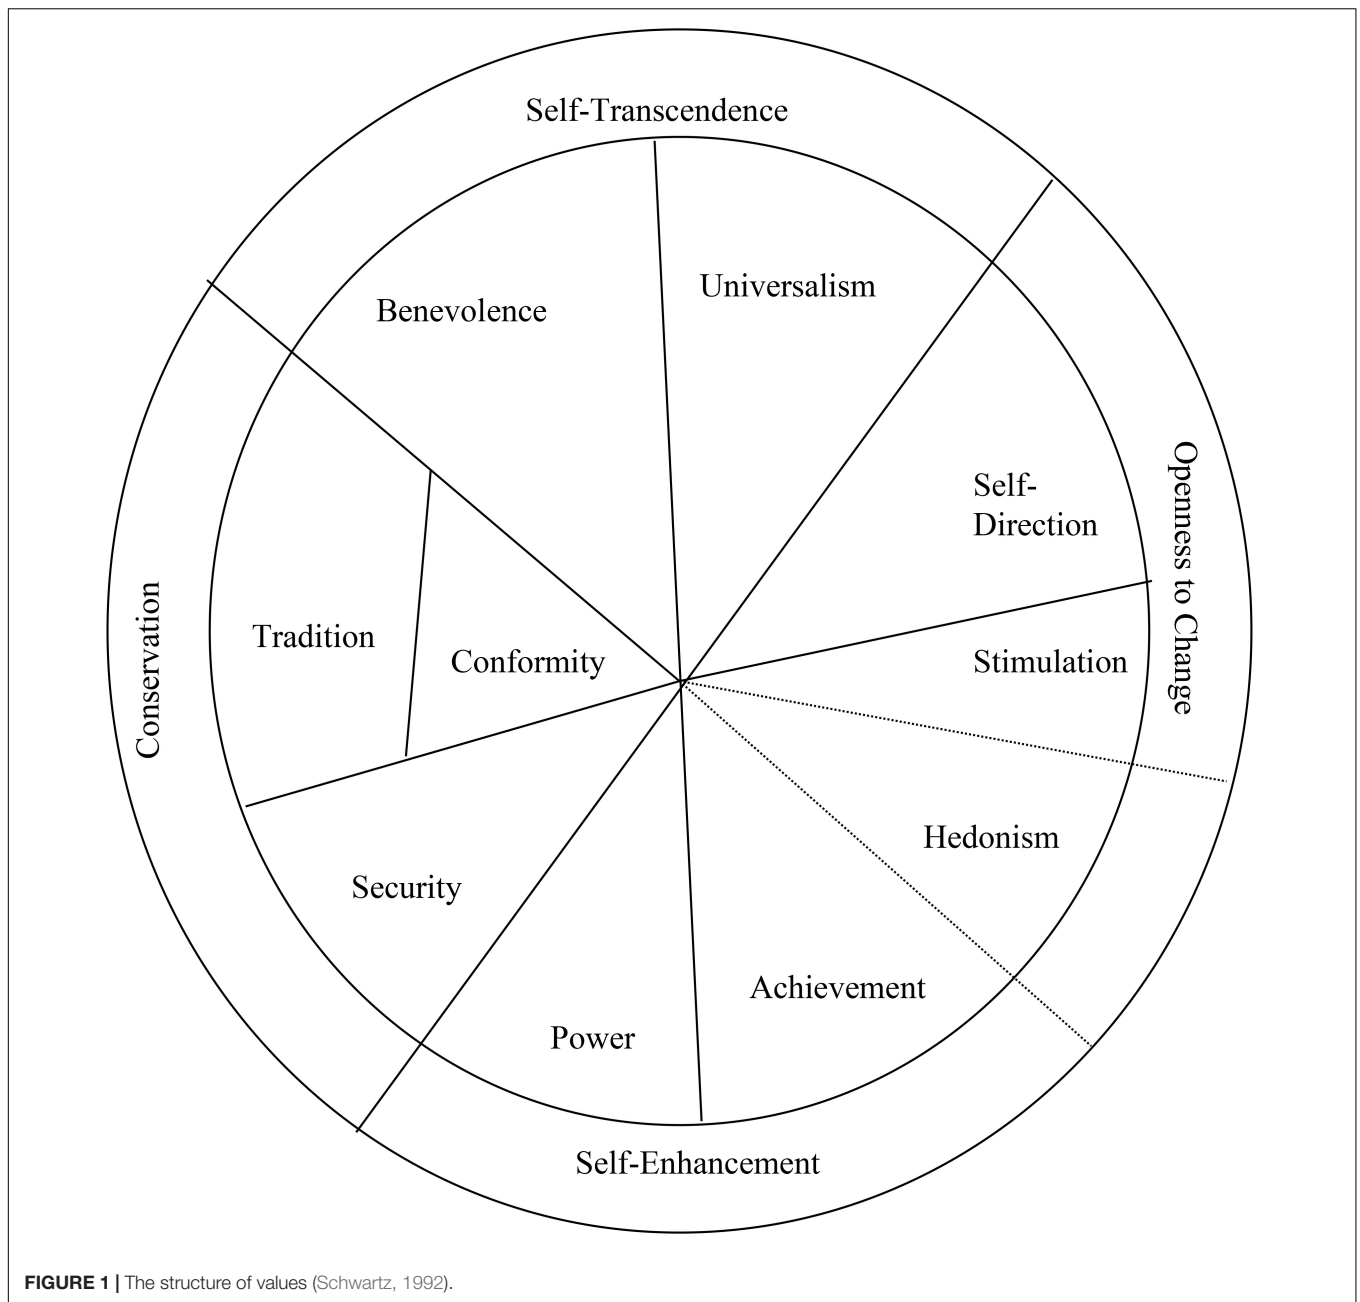 Self-Transcendence
Universalism
Benevolence
Self-
Direction
Openness to Change
Conservation
Tradition
Conformity
Stimulation
Hedonism
Security
Achievement
Power
Self-Enhancement
FIGURE 1 | The structure of values (Schwartz, 1992).